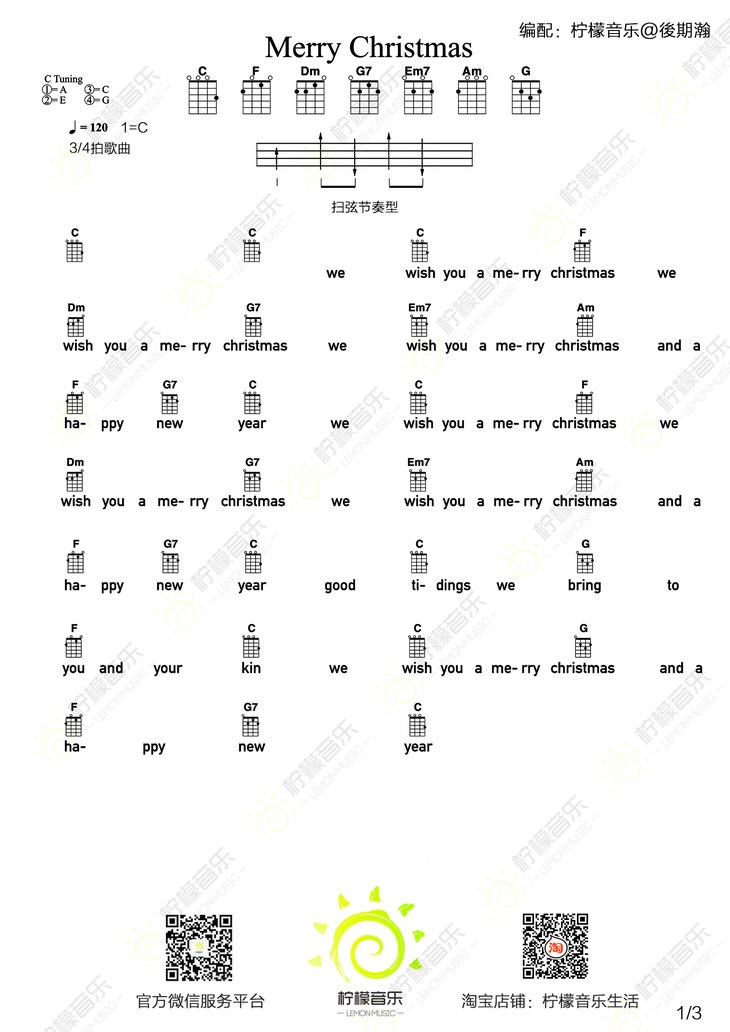 编配：柠檬音乐@後期瀚
Merry Christmas
C Tuning
①= A ③= C
②= E ④= G
C F Dm G7 Em7 Am G
♩= 120 1=C
3/4拍歌曲
扫弦节奏型
C C C F
we wish you a me- rry christmas we
Dm G7 Em7 Am
wish you a me- rry christmas we wish you a me- rry christmas and a
F G7 C C F
ha- ppy new year we wish you a me- rry christmas we
Dm G7 Em7 Am
wish you a me- rry christmas we wish you a me- rry christmas and a
F G7 C C G
ha- ppy new year good ti- dings we bring to
F C C G
you and your kin we wish you a me- rry christmas and a
F G7 C
ha- ppy new year
官方微信服务平台
柠檬音乐
—LEMONMUSIC—
淘
淘宝店铺：柠檬音乐生活
1/3